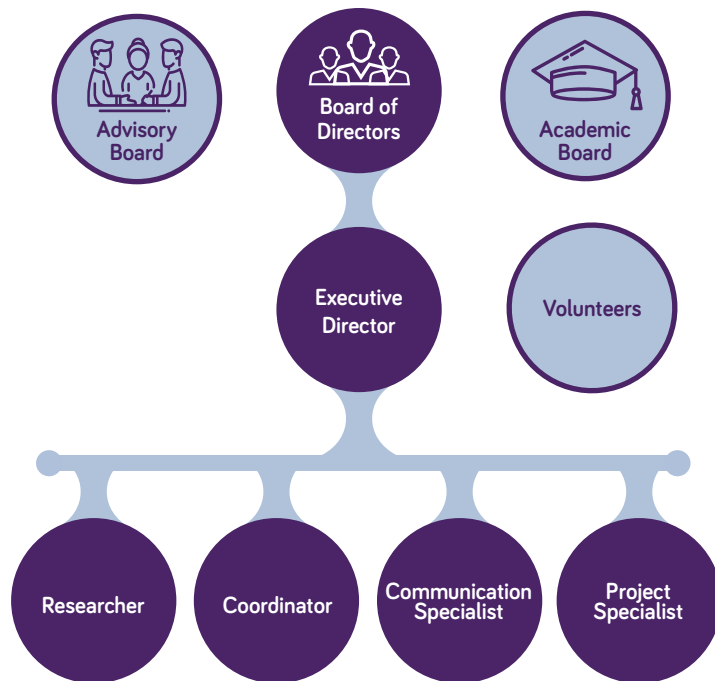 Advisory
Board
Board of
Directors
Academic
Board
Executive
Director
Volunteers
Researcher
Coordinator
Communication
Specialist
Project
Specialist